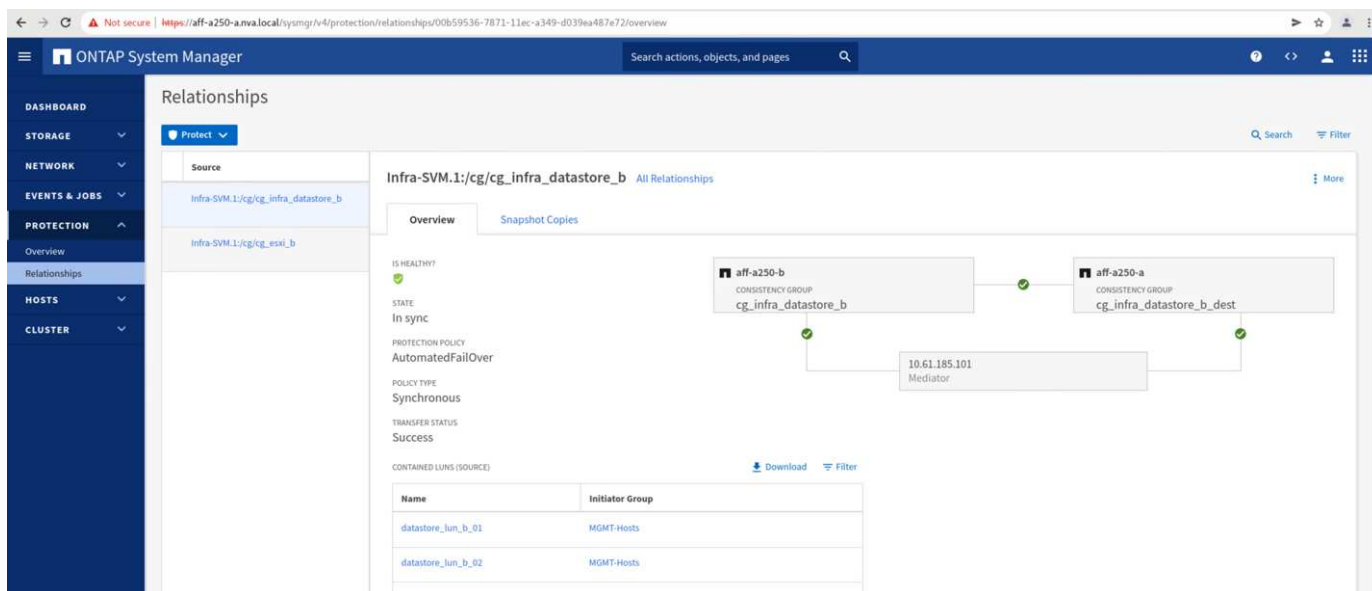 Not secure | https://aff-a250-a.nva.local/sysmgr/v4/protection/relationships/00b59536-7871-11ec-a349-d039ea487e72/overview
ONTAP System Manager
Search actions, objects, and pages
DASHBOARD
STORAGE
NETWORK
EVENTS & JOBS
PROTECTION
Overview
Relationships
HOSTS
CLUSTER
Relationships
Protect
Search
Filter
Source
Infra-SVM.1:/cg/cg_infra_datastore_b
Infra-SVM.1:/cg/cg_esxi_b
Infra-SVM.1:/cg/cg_infra_datastore_b All Relationships
More
Overview
Snapshot Copies
IS HEALTHY?
STATE
In sync
PROTECTION POLICY
AutomatedFailOver
POLICY TYPE
Synchronous
TRANSFER STATUS
Success
aff-a250-b
CONSISTENCY GROUP
cg_infra_datastore_b
aff-a250-a
CONSISTENCY GROUP
cg_infra_datastore_b_dest
10.61.185.101
Mediator
CONTAINED LUNS (SOURCE)
Download
Filter
Name Initiator Group
datastore_lun_b_01 MGMT-Hosts
datastore_lun_b_02 MGMT-Hosts